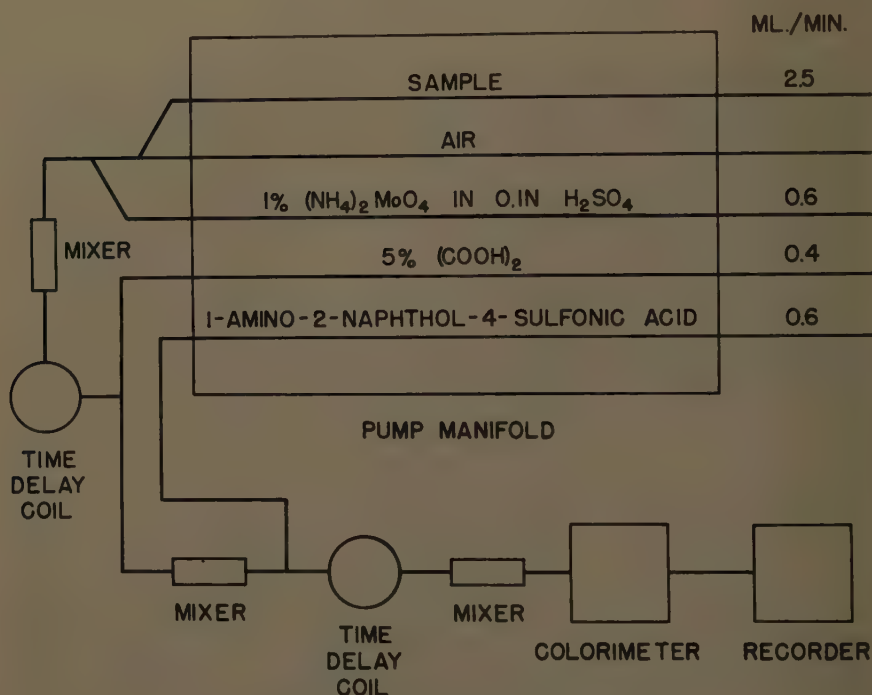 ML./MIN.
SAMPLE 2.5
AIR
1% (NH₄)₂MoO₄ IN 0.1N H₂SO₄ 0.6
MIXER
5% (COOH)₂ 0.4
1-AMINO-2-NAPHTHOL-4-SULFONIC ACID 0.6
PUMP MANIFOLD
TIME
DELAY
COIL
MIXER
TIME
DELAY
COIL
MIXER
COLORIMETER
RECORDER